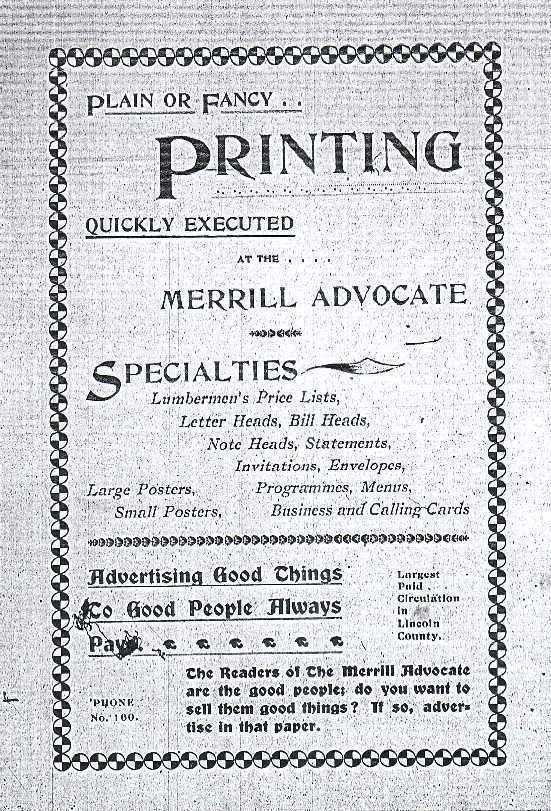 PLAIN OR FANCY . .
PRINTING
QUICKLY EXECUTED
AT THE . . . .
MERRILL ADVOCATE
SPECIALTIES
Lumbermen's Price Lists,
Letter Heads, Bill Heads,
Note Heads, Statements,
Invitations, Envelopes,
Large Posters, Programmes, Menus,
Small Posters, Business and Calling Cards
Advertising Good Things
To Good People Always
Pays.
Largest
Paid
Circulation
in
Lincoln
County.
'PHONE
No. 100.
The Readers of The Merrill Advocate
are the good people; do you want to
sell them good things? If so, adver-
tise in that paper.